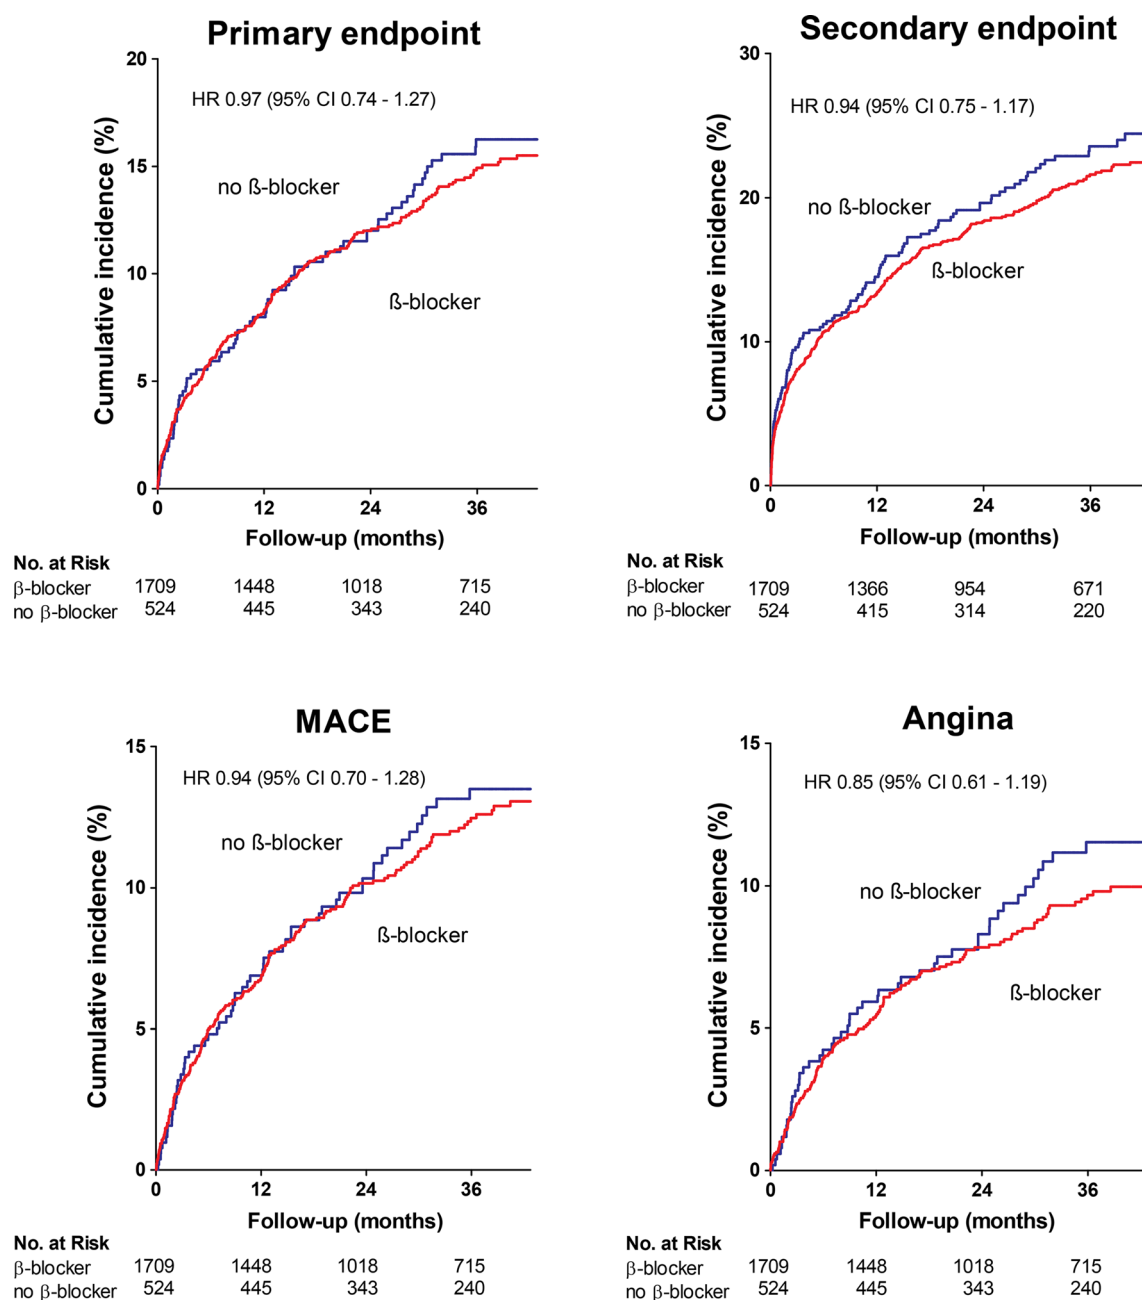 Primary endpoint
20
15
10
5
0
Cumulative incidence (%)
HR 0.97 (95% CI 0.74 - 1.27)
no ß-blocker
ß-blocker
0 12 24 36
Follow-up (months)
No. at Risk
β-blocker 1709 1448 1018 715
no β-blocker 524 445 343 240
Secondary endpoint
30
20
10
0
Cumulative incidence (%)
HR 0.94 (95% CI 0.75 - 1.17)
no ß-blocker
ß-blocker
0 12 24 36
Follow-up (months)
No. at Risk
β-blocker 1709 1366 954 671
no β-blocker 524 415 314 220
MACE
15
10
5
0
Cumulative incidence (%)
HR 0.94 (95% CI 0.70 - 1.28)
no ß-blocker
ß-blocker
0 12 24 36
Follow-up (months)
No. at Risk
β-blocker 1709 1448 1018 715
no β-blocker 524 445 343 240
Angina
15
10
5
0
Cumulative incidence (%)
HR 0.85 (95% CI 0.61 - 1.19)
no ß-blocker
ß-blocker
0 12 24 36
Follow-up (months)
No. at Risk
β-blocker 1709 1448 1018 715
no β-blocker 524 445 343 240